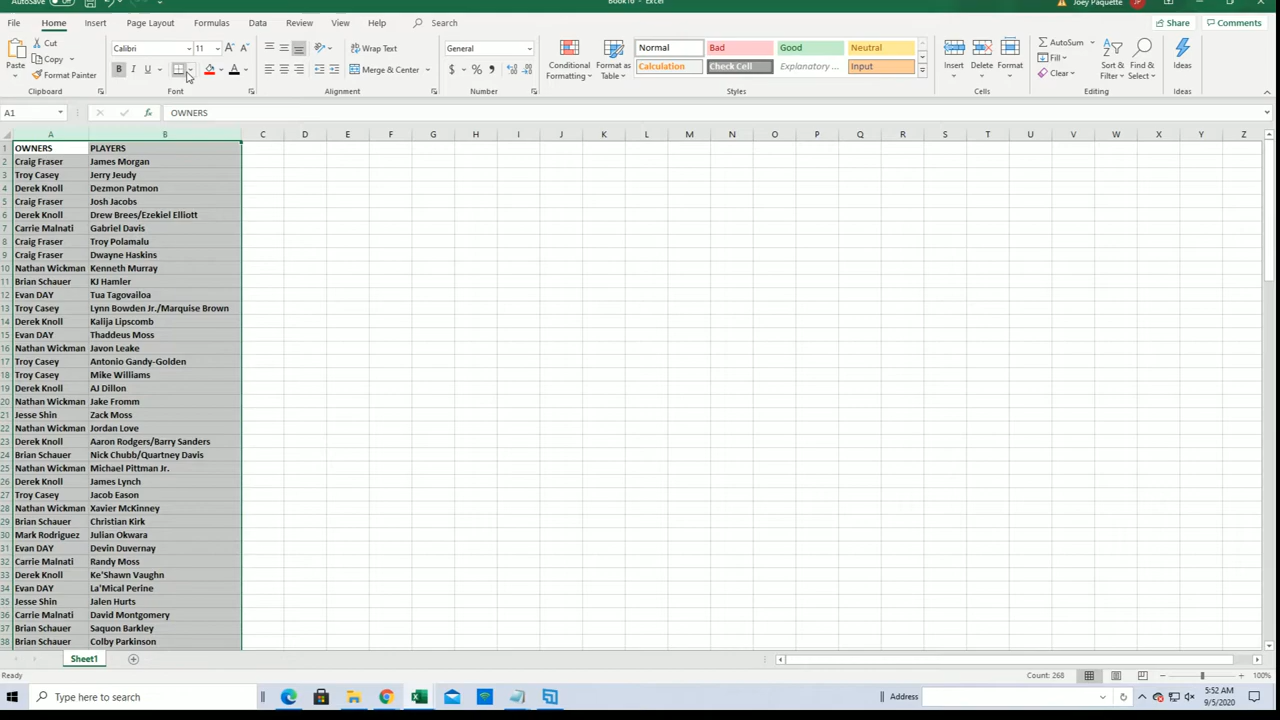 AutoSave Off Book10 - Excel Joey Paquette JP
File Home Insert Page Layout Formulas Data Review View Help Search Share Comments
Paste Cut Copy Format Painter Clipboard
Calibri 11 B I U A Font
Wrap Text Merge & Center Alignment
General $ % Number
Conditional Formatting Format as Table Normal Bad Good Neutral Calculation Check Cell Explanatory ... Input Styles
Insert Delete Format Cells
AutoSum Fill Clear Sort & Filter Find & Select Editing
Ideas Ideas
A1 fx OWNERS
A B C D E F G H I J K L M N O P Q R S T U V W X Y Z
1 OWNERS PLAYERS
2 Craig Fraser James Morgan
3 Troy Casey Jerry Jeudy
4 Derek Knoll Dezmon Patmon
5 Craig Fraser Josh Jacobs
6 Derek Knoll Drew Brees/Ezekiel Elliott
7 Carrie Malnati Gabriel Davis
8 Craig Fraser Troy Polamalu
9 Craig Fraser Dwayne Haskins
10 Nathan Wickman Kenneth Murray
11 Brian Schauer KJ Hamler
12 Evan DAY Tua Tagovailoa
13 Troy Casey Lynn Bowden Jr./Marquise Brown
14 Derek Knoll Kalija Lipscomb
15 Evan DAY Thaddeus Moss
16 Nathan Wickman Javon Leake
17 Troy Casey Antonio Gandy-Golden
18 Troy Casey Mike Williams
19 Derek Knoll AJ Dillon
20 Nathan Wickman Jake Fromm
21 Jesse Shin Zack Moss
22 Nathan Wickman Jordan Love
23 Derek Knoll Aaron Rodgers/Barry Sanders
24 Brian Schauer Nick Chubb/Quartney Davis
25 Nathan Wickman Michael Pittman Jr.
26 Derek Knoll James Lynch
27 Troy Casey Jacob Eason
28 Nathan Wickman Xavier McKinney
29 Brian Schauer Christian Kirk
30 Mark Rodriguez Julian Okwara
31 Evan DAY Devin Duvernay
32 Carrie Malnati Randy Moss
33 Derek Knoll Ke'Shawn Vaughn
34 Evan DAY La'Mical Perine
35 Jesse Shin Jalen Hurts
36 Carrie Malnati David Montgomery
37 Brian Schauer Saquon Barkley
38 Brian Schauer Colby Parkinson
Sheet1
Ready Count: 268 100%
Type here to search Address 5:52 AM
9/5/2020